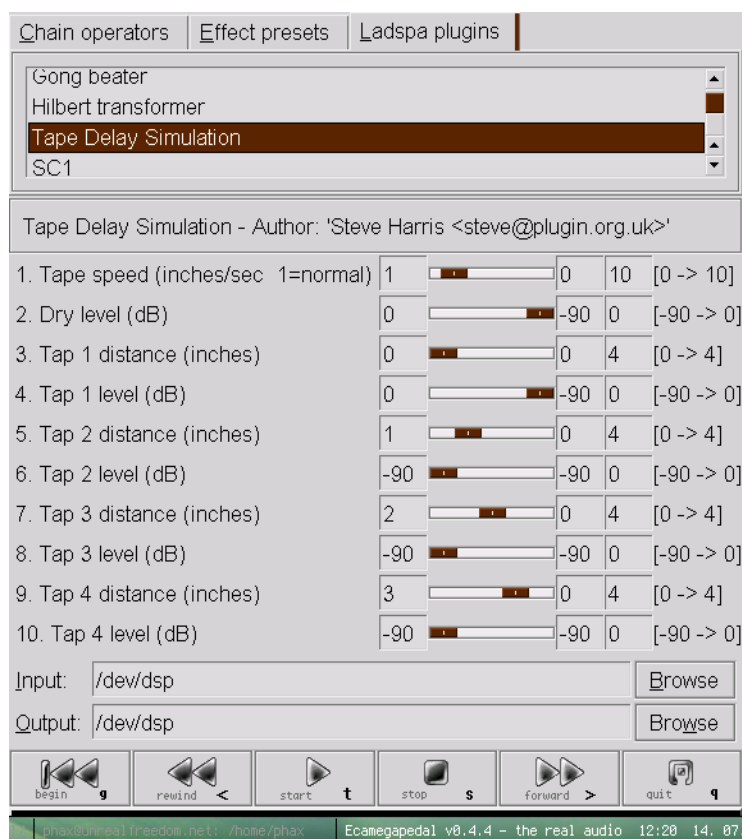 Chain operators Effect presets Ladspa plugins
Gong beater
Hilbert transformer
Tape Delay Simulation
SC1
Tape Delay Simulation - Author: 'Steve Harris <steve@plugin.org.uk>'
1. Tape speed (inches/sec 1=normal) 1 0 10 [0 -> 10]
2. Dry level (dB) 0 -90 0 [-90 -> 0]
3. Tap 1 distance (inches) 0 0 4 [0 -> 4]
4. Tap 1 level (dB) 0 -90 0 [-90 -> 0]
5. Tap 2 distance (inches) 1 0 4 [0 -> 4]
6. Tap 2 level (dB) -90 -90 0 [-90 -> 0]
7. Tap 3 distance (inches) 2 0 4 [0 -> 4]
8. Tap 3 level (dB) -90 -90 0 [-90 -> 0]
9. Tap 4 distance (inches) 3 0 4 [0 -> 4]
10. Tap 4 level (dB) -90 -90 0 [-90 -> 0]
Input: /dev/dsp Browse
Output: /dev/dsp Browse
begin g rewind < start t stop s forward > quit q
phax@unrealfreedom.net: /home/phax Ecamegapedal v0.4.4 - the real audio 12:20 14. 07